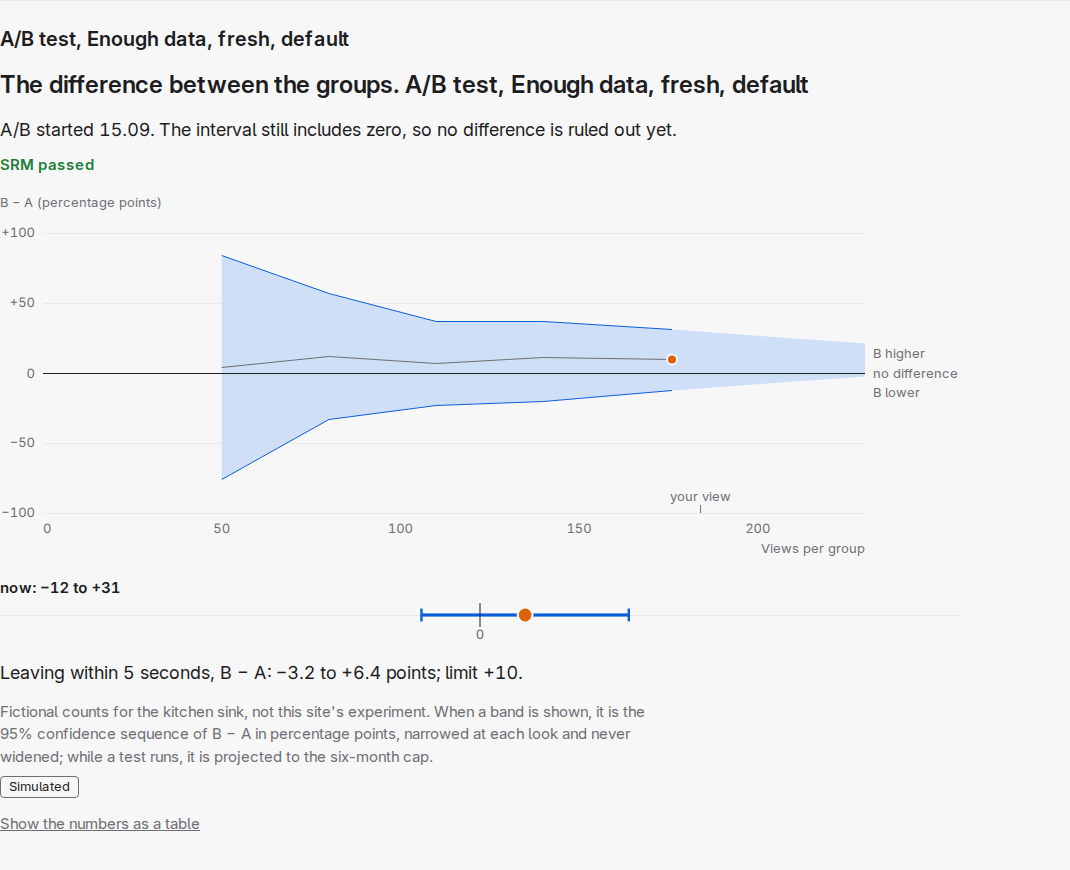 A/B test, Enough data, fresh, default
The difference between the groups. A/B test, Enough data, fresh, default
A/B started 15.09. The interval still includes zero, so no difference is ruled out yet.
SRM passed
B − A (percentage points)
+100
+50
0
−50
−100
B higher
no difference
B lower
your view
0
50
100
150
200
Views per group
now: −12 to +31
0
Leaving within 5 seconds, B − A: −3.2 to +6.4 points; limit +10.
Fictional counts for the kitchen sink, not this site's experiment. When a band is shown, it is the
95% confidence sequence of B − A in percentage points, narrowed at each look and never
widened; while a test runs, it is projected to the six-month cap.
Simulated
Show the numbers as a table